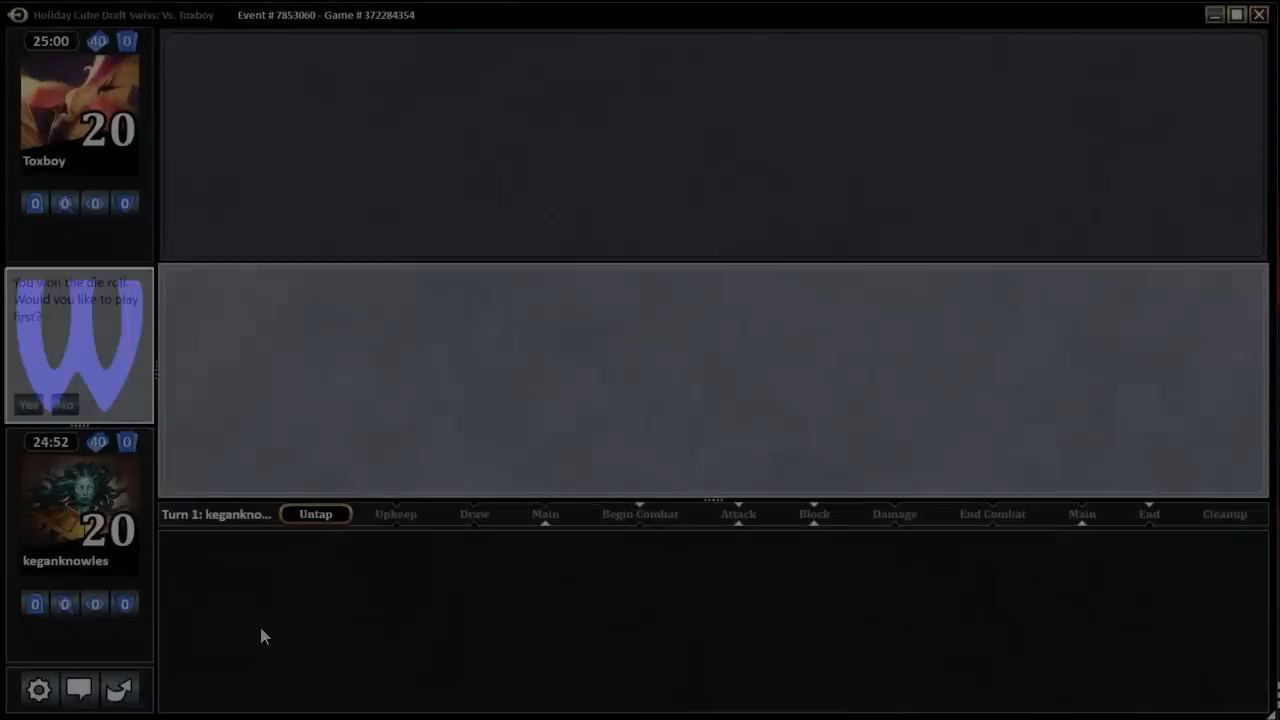 Holiday Cube Draft Swiss: Vs. Toxboy
Event # 7853060 - Game # 372284354
25:00
40
0
20
Toxboy
0
0
0
0
You won the die roll.
Would you like to play
first?
Yes
No
W
24:52
40
0
20
keganknowles
0
0
0
0
Turn 1: kegankno...
Untap
Upkeep
Draw
Main
Begin Combat
Attack
Block
Damage
End Combat
Main
End
Cleanup